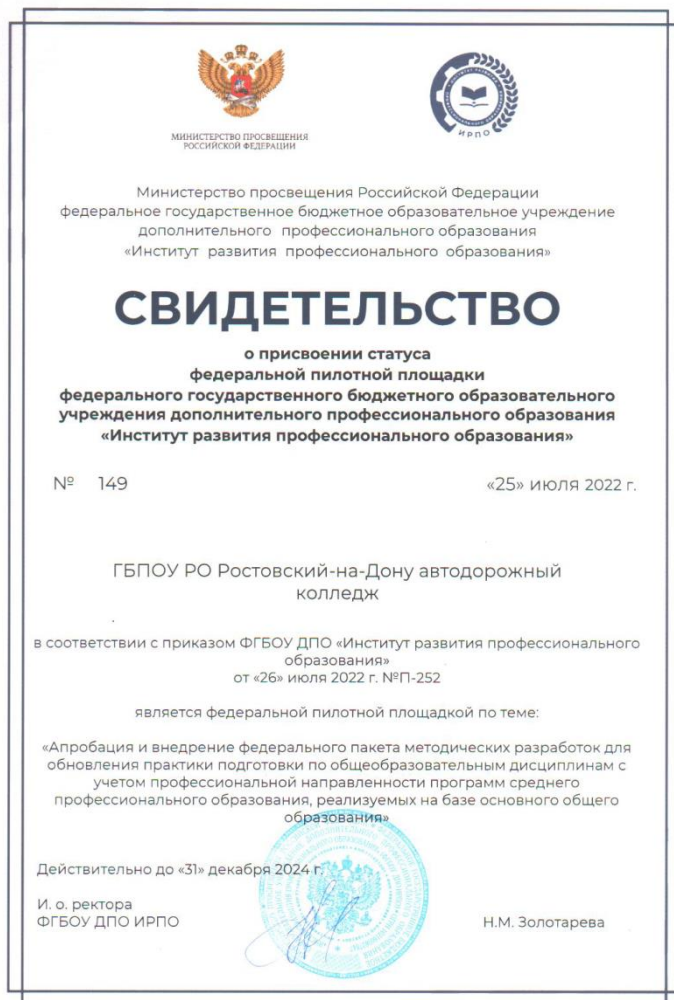 МИНИСТЕРСТВО ПРОСВЕЩЕНИЯ
РОССИЙСКОЙ ФЕДЕРАЦИИ
ИРПО
Министерство просвещения Российской Федерации
федеральное государственное бюджетное образовательное учреждение
дополнительного профессионального образования
«Институт развития профессионального образования»
СВИДЕТЕЛЬСТВО
о присвоении статуса
федеральной пилотной площадки
федерального государственного бюджетного образовательного
учреждения дополнительного профессионального образования
«Институт развития профессионального образования»
№ 149 «25» июля 2022 г.
ГБПОУ РО Ростовский-на-Дону автодорожный
колледж
в соответствии с приказом ФГБОУ ДПО «Институт развития профессионального
образования»
от «26» июля 2022 г. №П-252
является федеральной пилотной площадкой по теме:
«Апробация и внедрение федерального пакета методических разработок для
обновления практики подготовки по общеобразовательным дисциплинам с
учетом профессиональной направленности программ среднего
профессионального образования, реализуемых на базе основного общего
образования»
Действительно до «31» декабря 2024 г.
И. о. ректора
ФГБОУ ДПО ИРПО Н.М. Золотарева